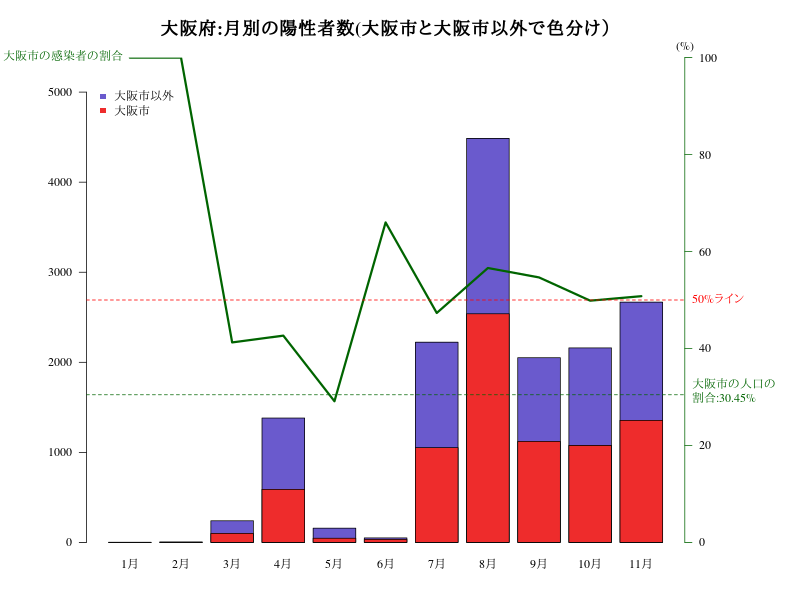 大阪府:月別の陽性者数(大阪市と大阪市以外で色分け）
(%)
大阪市の感染者の割合
100
5000
大阪市以外
大阪市
80
4000
60
3000
50%ライン
2000
40
大阪市の人口の
割合:30.45%
1000
20
0
0
1月 2月 3月 4月 5月 6月 7月 8月 9月 10月 11月